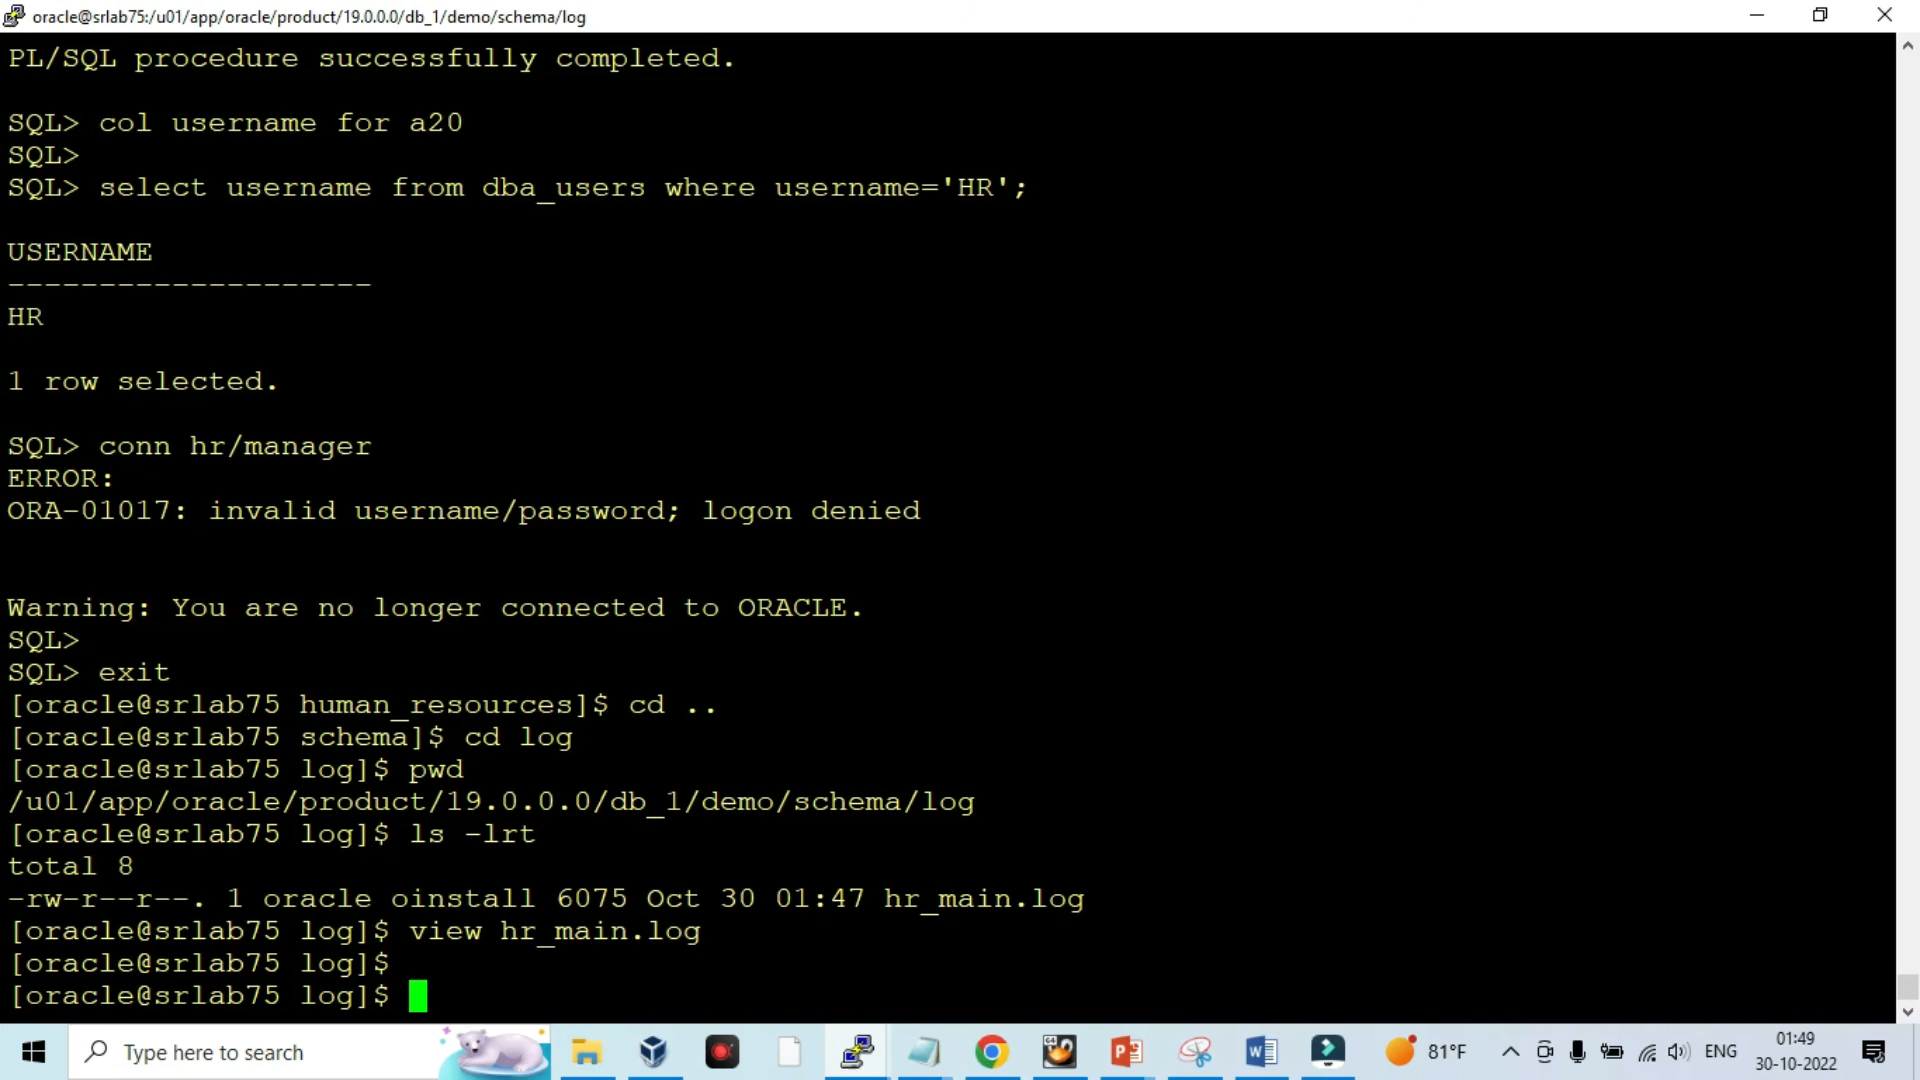 oracle@srlab75:/u01/app/oracle/product/19.0.0.0/db_1/demo/schema/log
PL/SQL procedure successfully completed.
SQL> col username for a20
SQL>
SQL> select username from dba_users where username='HR';
USERNAME
--------------------
HR
1 row selected.
SQL> conn hr/manager
ERROR:
ORA-01017: invalid username/password; logon denied
Warning: You are no longer connected to ORACLE.
SQL>
SQL> exit
[oracle@srlab75 human_resources]$ cd ..
[oracle@srlab75 schema]$ cd log
[oracle@srlab75 log]$ pwd
/u01/app/oracle/product/19.0.0.0/db_1/demo/schema/log
[oracle@srlab75 log]$ ls -lrt
total 8
-rw-r--r--. 1 oracle oinstall 6075 Oct 30 01:47 hr_main.log
[oracle@srlab75 log]$ view hr_main.log
[oracle@srlab75 log]$
[oracle@srlab75 log]$
Type here to search
81°F
ENG
01:49
30-10-2022